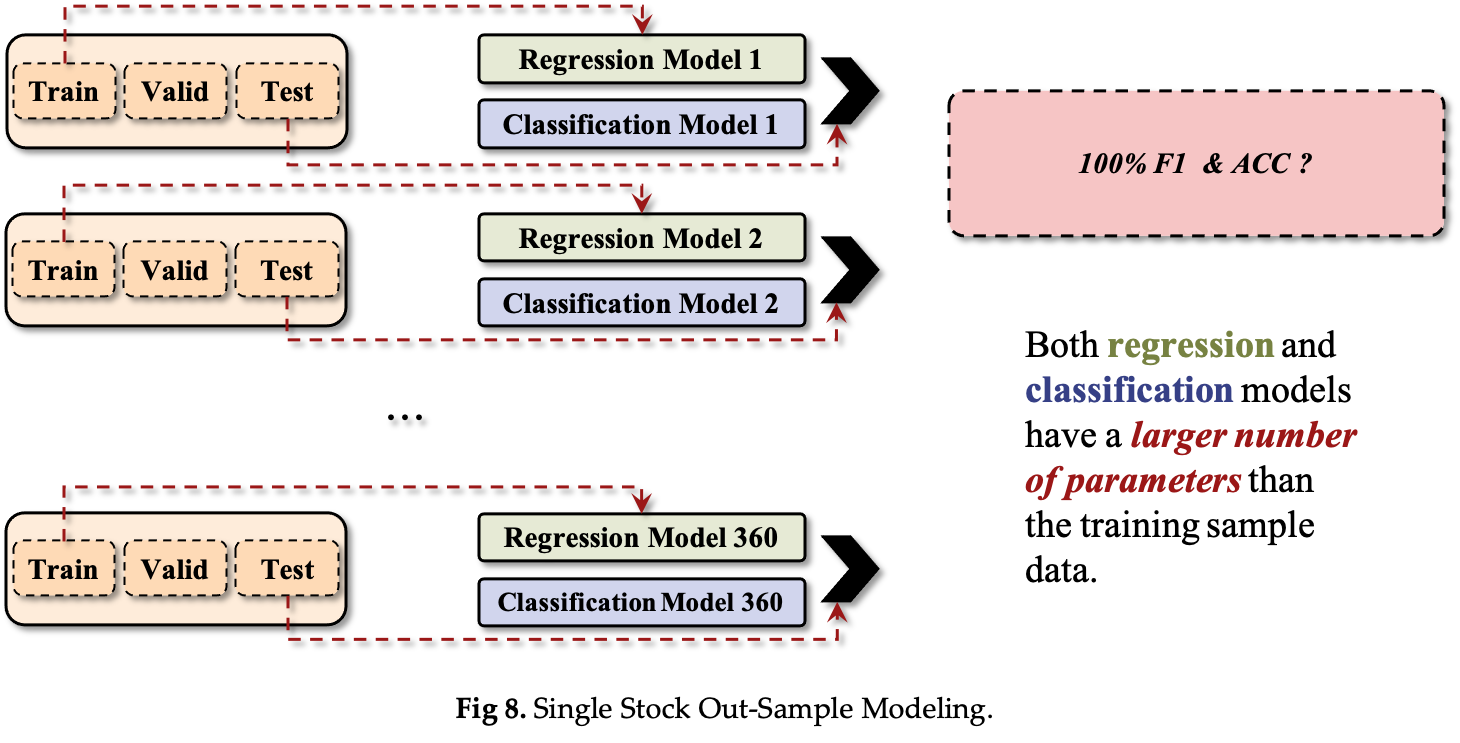 Train Valid Test
Regression Model 1
Classification Model 1
100% F1 & ACC ?
Train Valid Test
Regression Model 2
Classification Model 2
...
Train Valid Test
Regression Model 360
Classification Model 360
Both regression and
classification models
have a larger number
of parameters than
the training sample
data.
Fig 8. Single Stock Out-Sample Modeling.